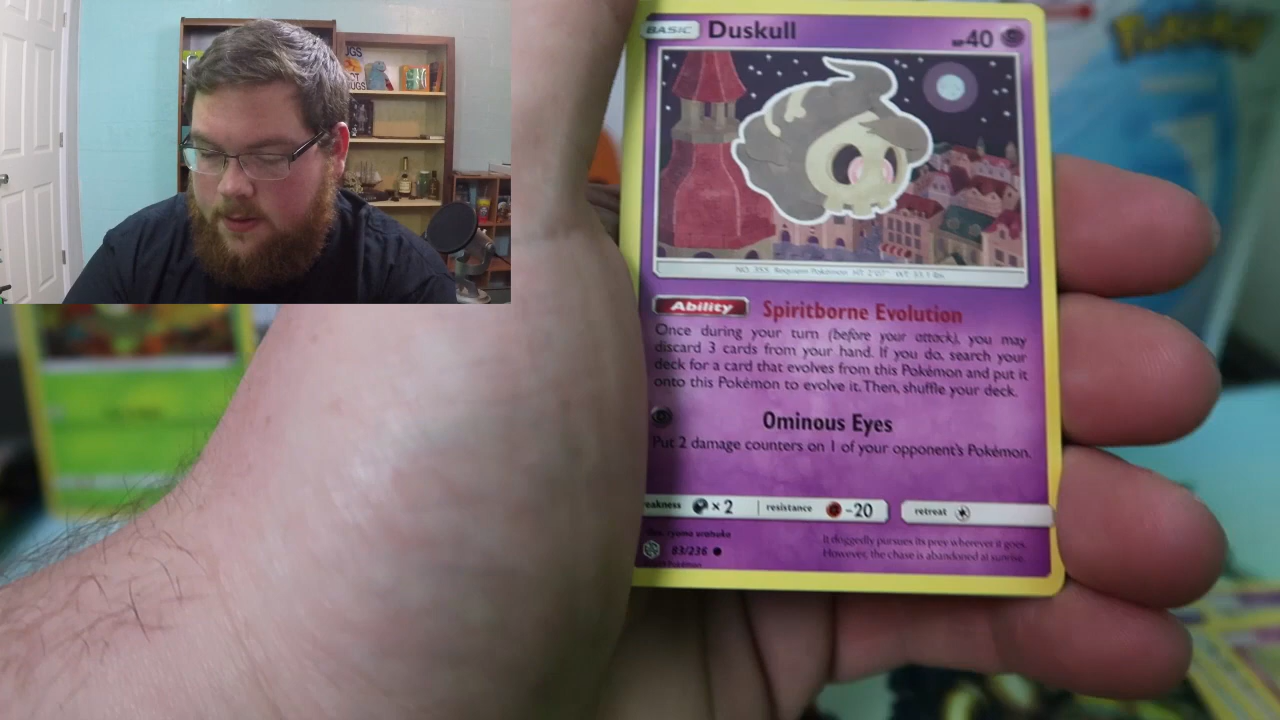 BASIC Duskull HP40
Pokémon
NO. 355 Requiem Pokémon HT: 2'07" WT: 33.1 lbs.
Ability Spiritborne Evolution
Once during your turn (before your attack), you may
discard 3 cards from your hand. If you do, search your
deck for a card that evolves from this Pokémon and put it
onto this Pokémon to evolve it. Then, shuffle your deck.
Ominous Eyes
Put 2 damage counters on 1 of your opponent's Pokémon.
eakness ×2 resistance -20 retreat
83/236
It doggedly pursues its prey wherever it goes.
However, the chase is abandoned at sunrise.